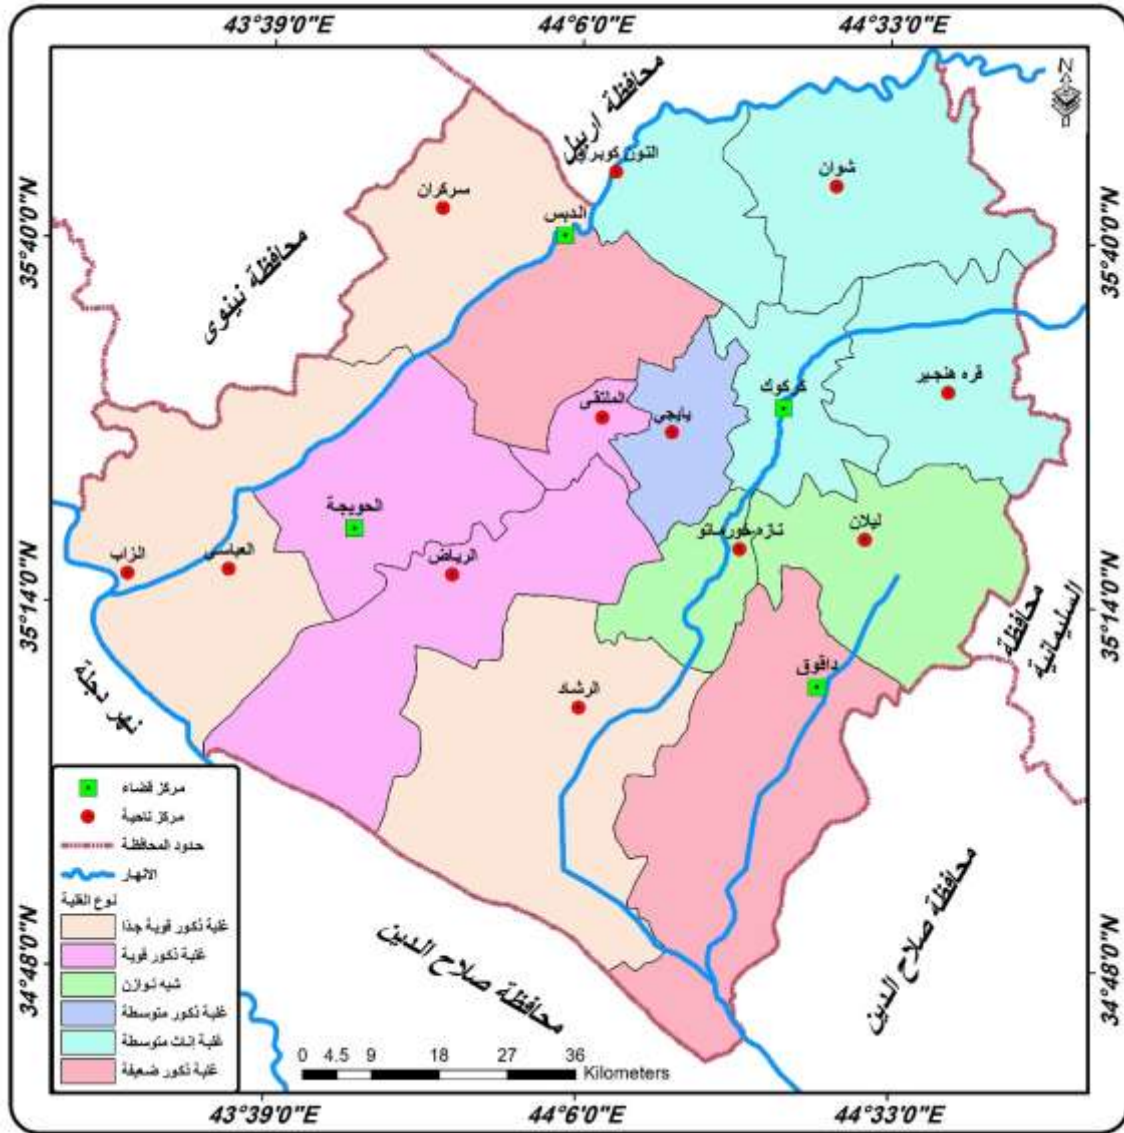 43°39'0"E 44°6'0"E 44°33'0"E
N
محافظة اربيل
التون كوبري
شوان
سركران
الدبس
35°40'0"N
35°40'0"N
محافظة نينوى
كركوك
قره هنجير
الملتقى
يايجي
الحويجة
ليلان
تازه خورماتو
الزاب
العباسي
الرياض
35°14'0"N
35°14'0"N
محافظة
السليمانية
داقوق
الرشاد
نهر دجلة
مركز قضاء
مركز ناحية
حدود المحافظة
الانهار
نوع الغلبة
غلبة ذكور قوية جدا
غلبة ذكور قوية
شبه توازن
غلبة ذكور متوسطة
غلبة إناث متوسطة
غلبة ذكور ضعيفة
محافظة صلاح الدين
محافظة صلاح الدين
34°48'0"N
34°48'0"N
0 4.5 9 18 27 36
Kilometers
43°39'0"E 44°6'0"E 44°33'0"E